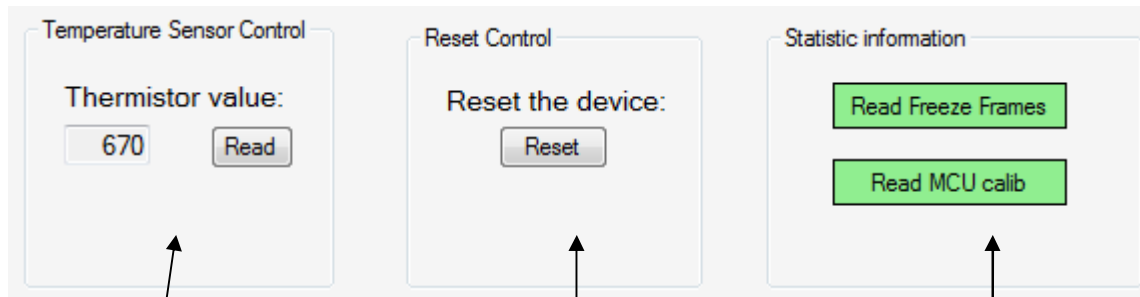 Temperature Sensor Control
Thermistor value:
670 Read
Reset Control
Reset the device:
Reset
Statistic information
Read Freeze Frames
Read MCU calib